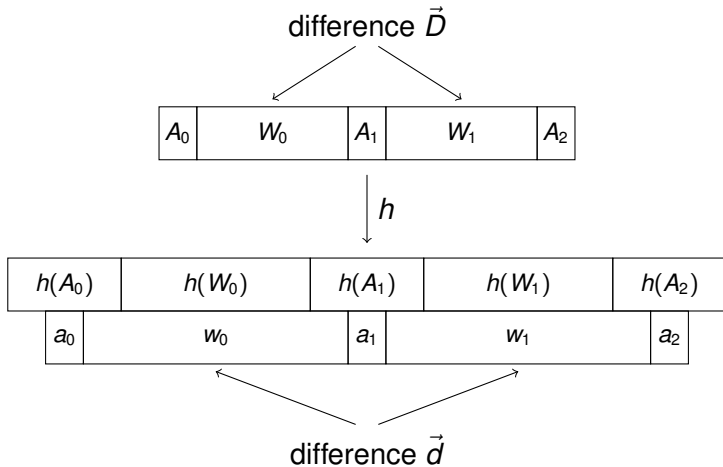 difference D⃗
A₀ W₀ A₁ W₁ A₂
h
h(A₀) h(W₀) h(A₁) h(W₁) h(A₂)
a₀ w₀ a₁ w₁ a₂
difference d⃗